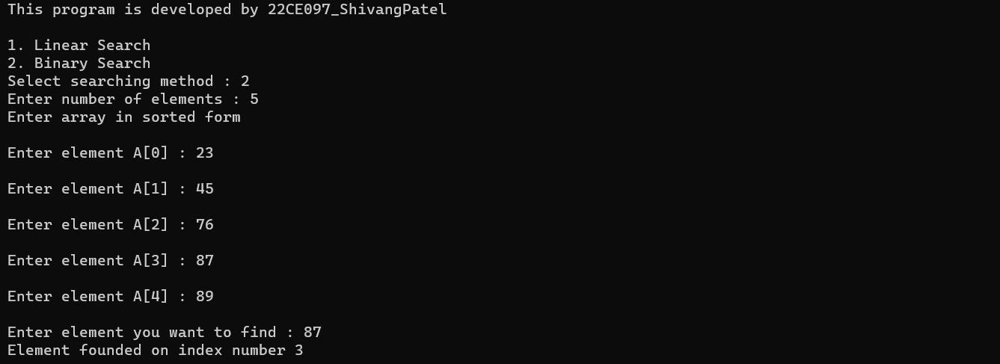 This program is developed by 22CE097_ShivangPatel
1. Linear Search
2. Binary Search
Select searching method : 2
Enter number of elements : 5
Enter array in sorted form
Enter element A[0] : 23
Enter element A[1] : 45
Enter element A[2] : 76
Enter element A[3] : 87
Enter element A[4] : 89
Enter element you want to find : 87
Element founded on index number 3